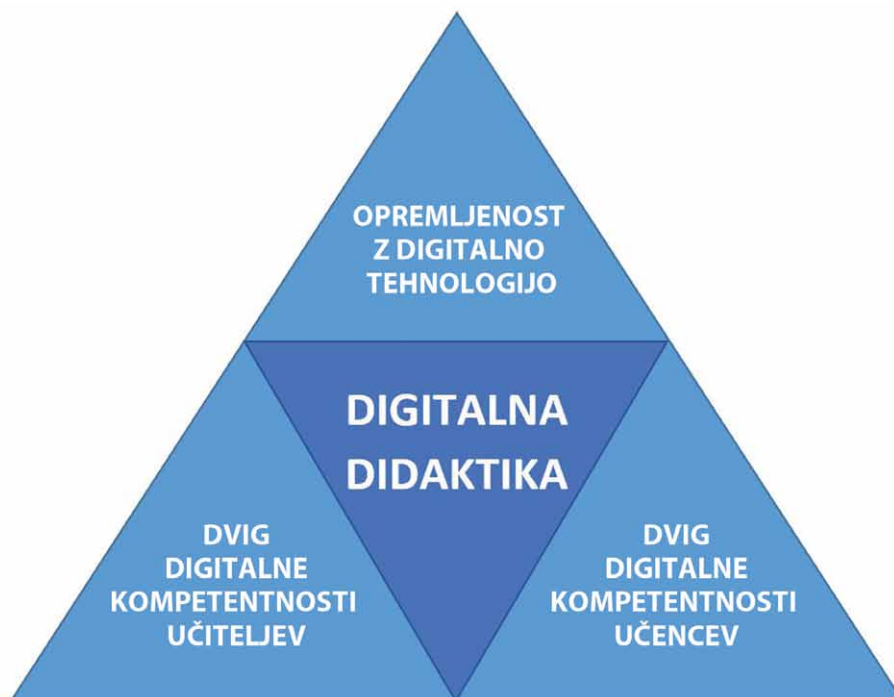 OPREMLJENOST
Z DIGITALNO
TEHNOLOGIJO
DIGITALNA
DIDAKTIKA
DVIG
DIGITALNE
KOMPETENTNOSTI
UČITELJEV
DVIG
DIGITALNE
KOMPETENTNOSTI
UČENCEV